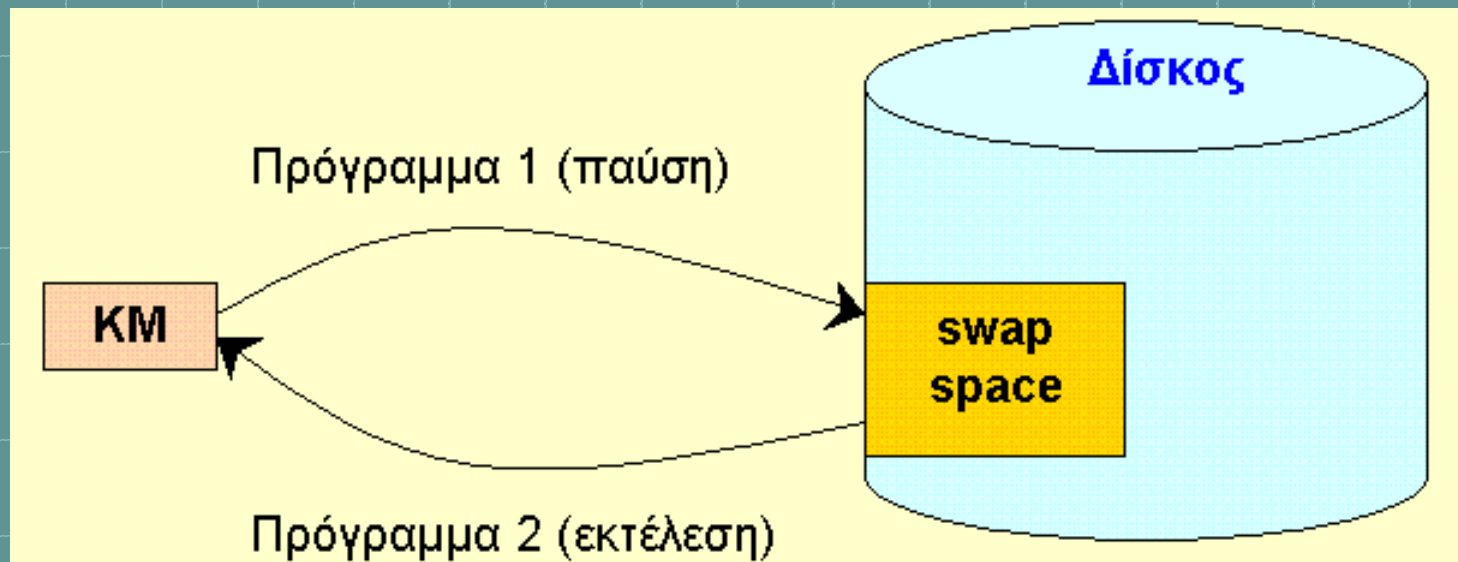 Δίσκος
Πρόγραμμα 1 (παύση)
ΚΜ
swap
space
Πρόγραμμα 2 (εκτέλεση)